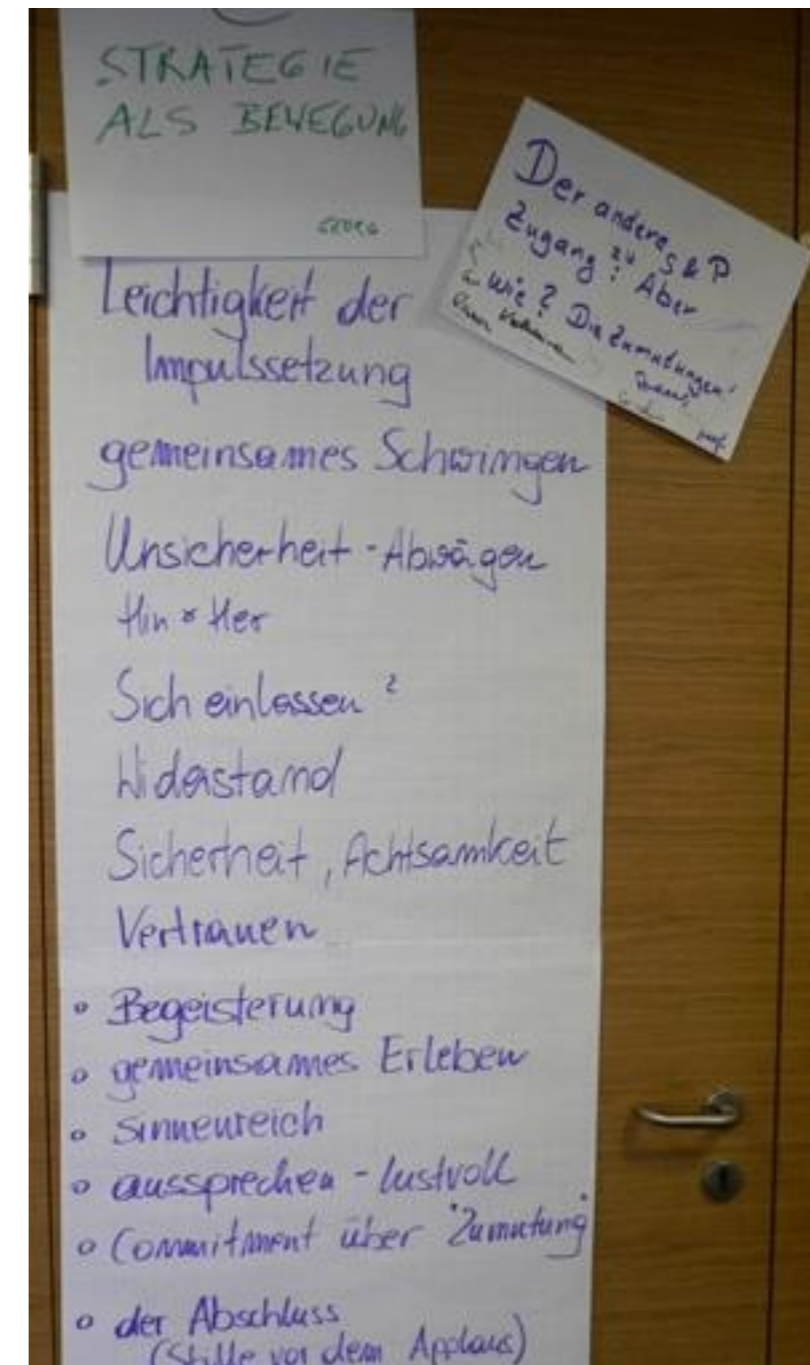 STRATEGIE
ALS BEWEGUNG
GEORG
Der andere
Zugang zu S & P
: Aber
wie? Die Zumutungen!
Leichtigkeit der
Impulssetzung
gemeinsames Schwingen
Unsicherheit - Abwägen
Hin & Her
Sich einlassen?
Widerstand
Sicherheit, Achtsamkeit
Vertrauen
o Begeisterung
o gemeinsames Erleben
o sinnenreich
o aussprechen - lustvoll
o Commitment über "Zumutung"
o der Abschluss
(Stille vor dem Applaus)